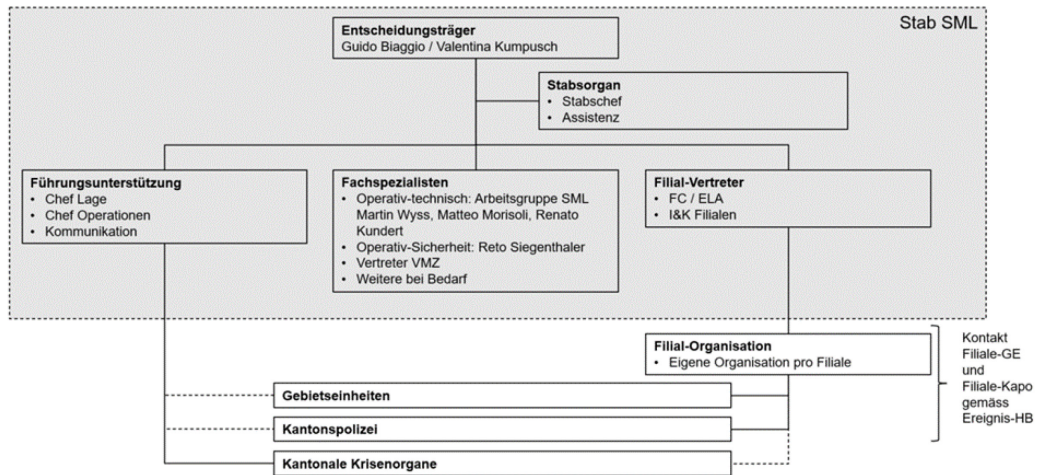 Stab SML
Entscheidungsträger
Guido Biaggio / Valentina Kumpusch
Stabsorgan
• Stabschef
• Assistenz
Führungsunterstützung
• Chef Lage
• Chef Operationen
• Kommunikation
Fachspezialisten
• Operativ-technisch: Arbeitsgruppe SML
Martin Wyss, Matteo Morisoli, Renato
Kundert
• Operativ-Sicherheit: Reto Siegenthaler
• Vertreter VMZ
• Weitere bei Bedarf
Filial-Vertreter
• FC / ELA
• I&K Filialen
Filial-Organisation
• Eigene Organisation pro Filiale
Kontakt
Filiale-GE
und
Filiale-Kapo
gemäss
Ereignis-HB
Gebietseinheiten
Kantonspolizei
Kantonale Krisenorgane